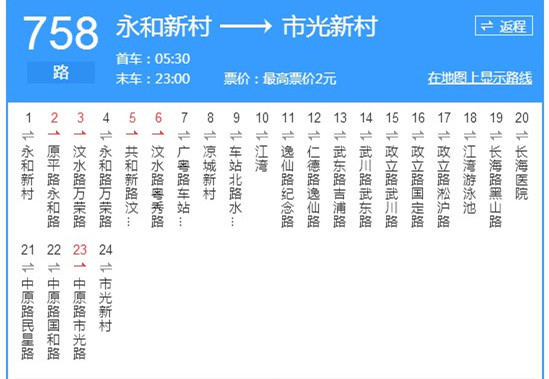 758
路
永和新村 ——→ 市光新村
⇌ 返程
首车:05:30
末车:23:00 票价:最高票价2元
在地图上显示路线
1 ⇌ 永和新村
2 → 原平路永和路
3 → 汶水路万荣路
4 ⇌ 永和路万荣路
5 → 共和新路汶…
6 → 汶水路粤秀路
7 ⇌ 广粤路车站…
8 ⇌ 凉城新村
9 ⇌ 车站北路水…
10 ⇌ 江湾
11 ⇌ 逸仙路纪念路
12 ⇌ 仁德路逸仙路
13 ⇌ 武东路吉浦路
14 ⇌ 武川路武东路
15 ⇌ 政立路武川路
16 ⇌ 政立路国定路
17 ⇌ 政立路淞沪路
18 ⇌ 江湾游泳池
19 ⇌ 长海路黑山路
20 ⇌ 长海医院
21 ⇌ 中原路民星路
22 ⇌ 中原路国和路
23 → 中原路市光路
24 ⇌ 市光新村